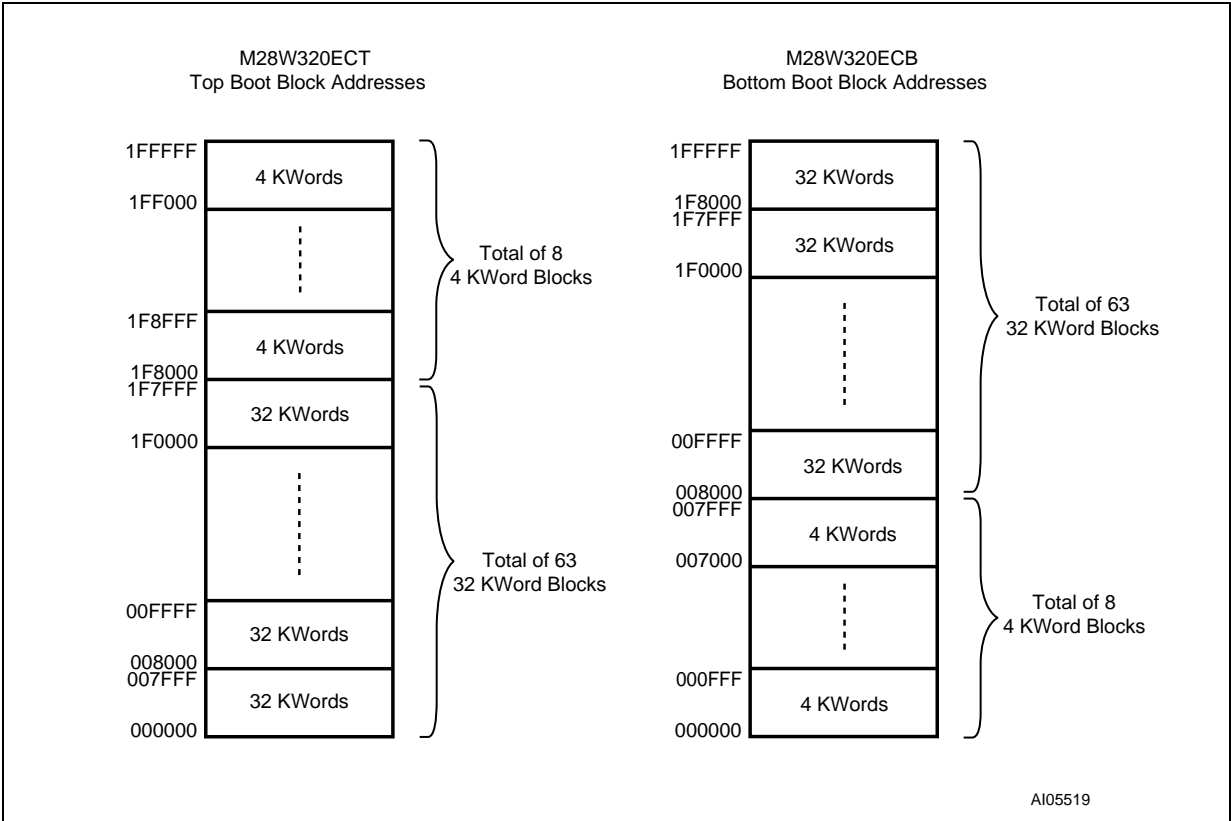 M28W320ECT
Top Boot Block Addresses
1FFFFF
4 KWords
1FF000
Total of 8
4 KWord Blocks
1F8FFF
4 KWords
1F8000
1F7FFF
32 KWords
1F0000
Total of 63
32 KWord Blocks
00FFFF
32 KWords
008000
007FFF
32 KWords
000000
M28W320ECB
Bottom Boot Block Addresses
1FFFFF
32 KWords
1F8000
1F7FFF
32 KWords
1F0000
Total of 63
32 KWord Blocks
00FFFF
32 KWords
008000
007FFF
4 KWords
007000
Total of 8
4 KWord Blocks
000FFF
4 KWords
000000
AI05519